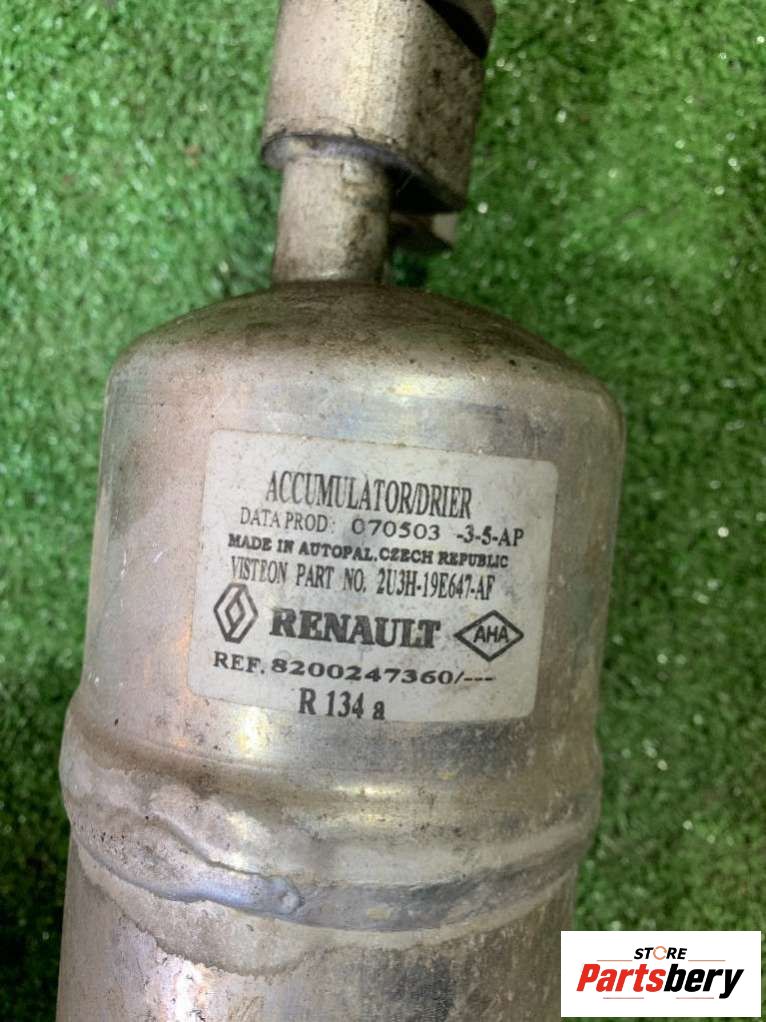 ACCUMULATOR/DRIER
DATA PROD: 070503 -3-5-AP
MADE IN AUTOPAL.CZECH REPUBLIC
VISTEON PART NO. 2U3H-19E647-AF
RENAULT AHA
REF.8200247360/---
R 134 a
STORE
Partsbery